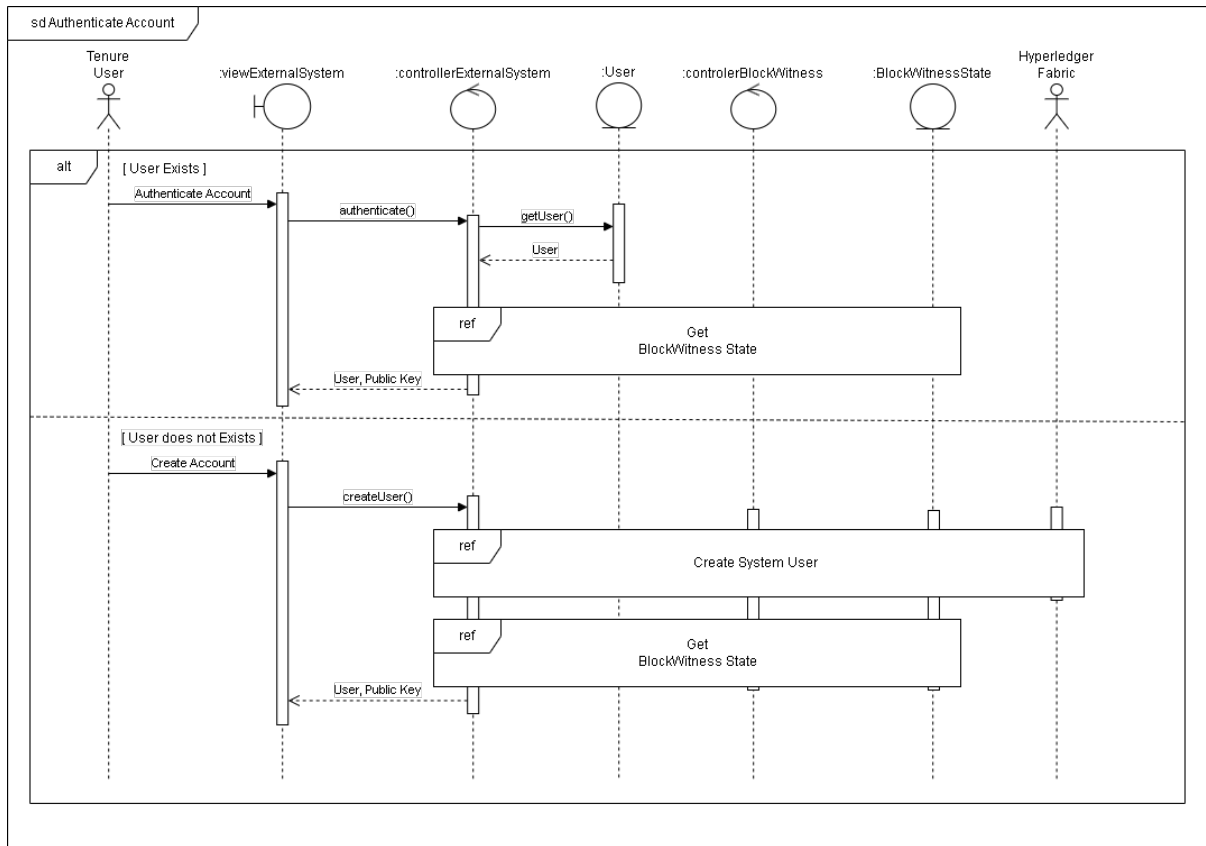 sd Authenticate Account
Tenure
User
:viewExternalSystem
:controllerExternalSystem
:User
:controlerBlockWitness
:BlockWitnessState
Hyperledger
Fabric
alt
[ User Exists ]
Authenticate Account
authenticate()
getUser()
User
ref
Get
BlockWitness State
User, Public Key
[ User does not Exists ]
Create Account
createUser()
ref
Create System User
ref
Get
BlockWitness State
User, Public Key